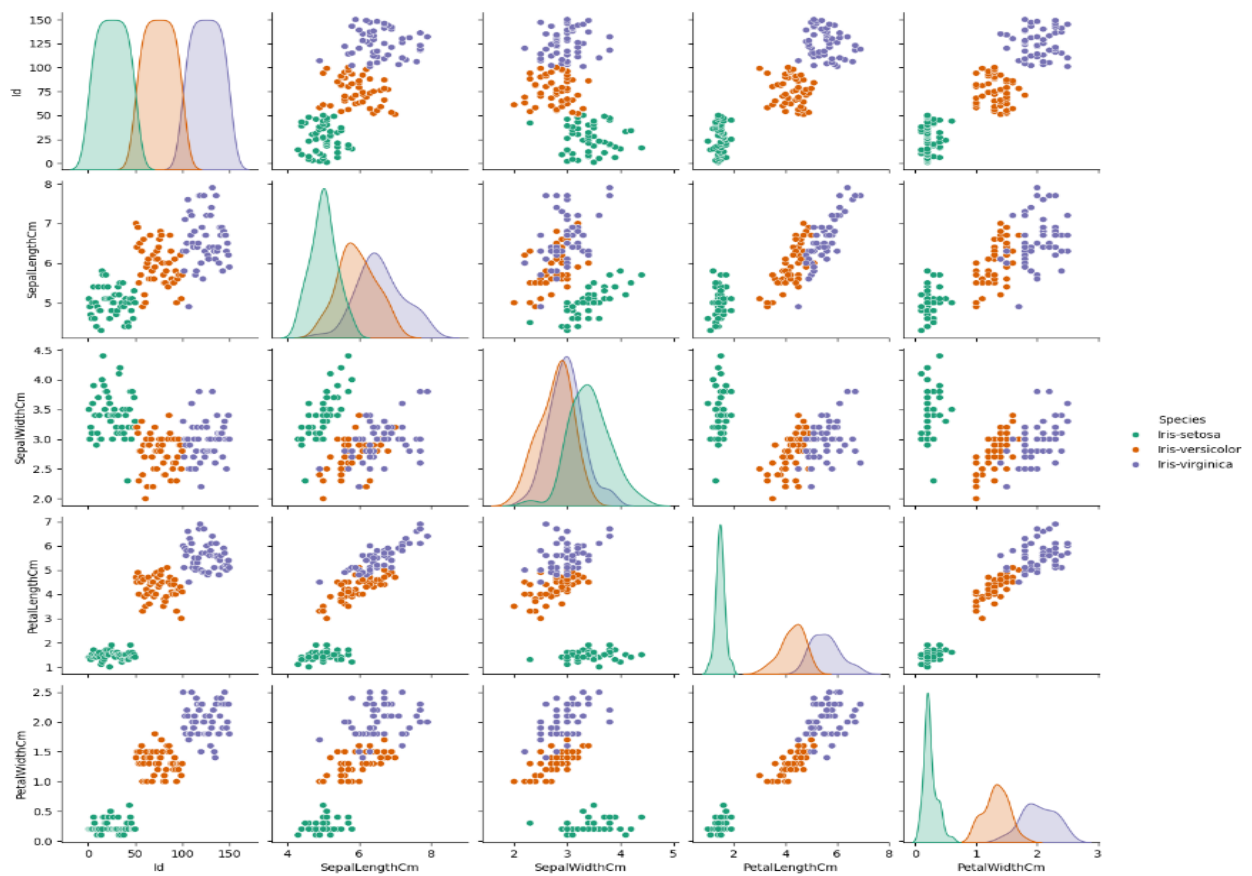 150
125
100
75
50
25
0
Id
8
7
6
5
SepalLengthCm
4.5
4.0
3.5
3.0
2.5
2.0
SepalWidthCm
Species
Iris-setosa
Iris-versicolor
Iris-virginica
7
6
5
4
3
2
1
PetalLengthCm
2.5
2.0
1.5
1.0
0.5
0.0
PetalWidthCm
0 50 100 150
4 6 8
2 3 4 5
2 4 6 8
0 1 2 3
Id SepalLengthCm SepalWidthCm PetalLengthCm PetalWidthCm